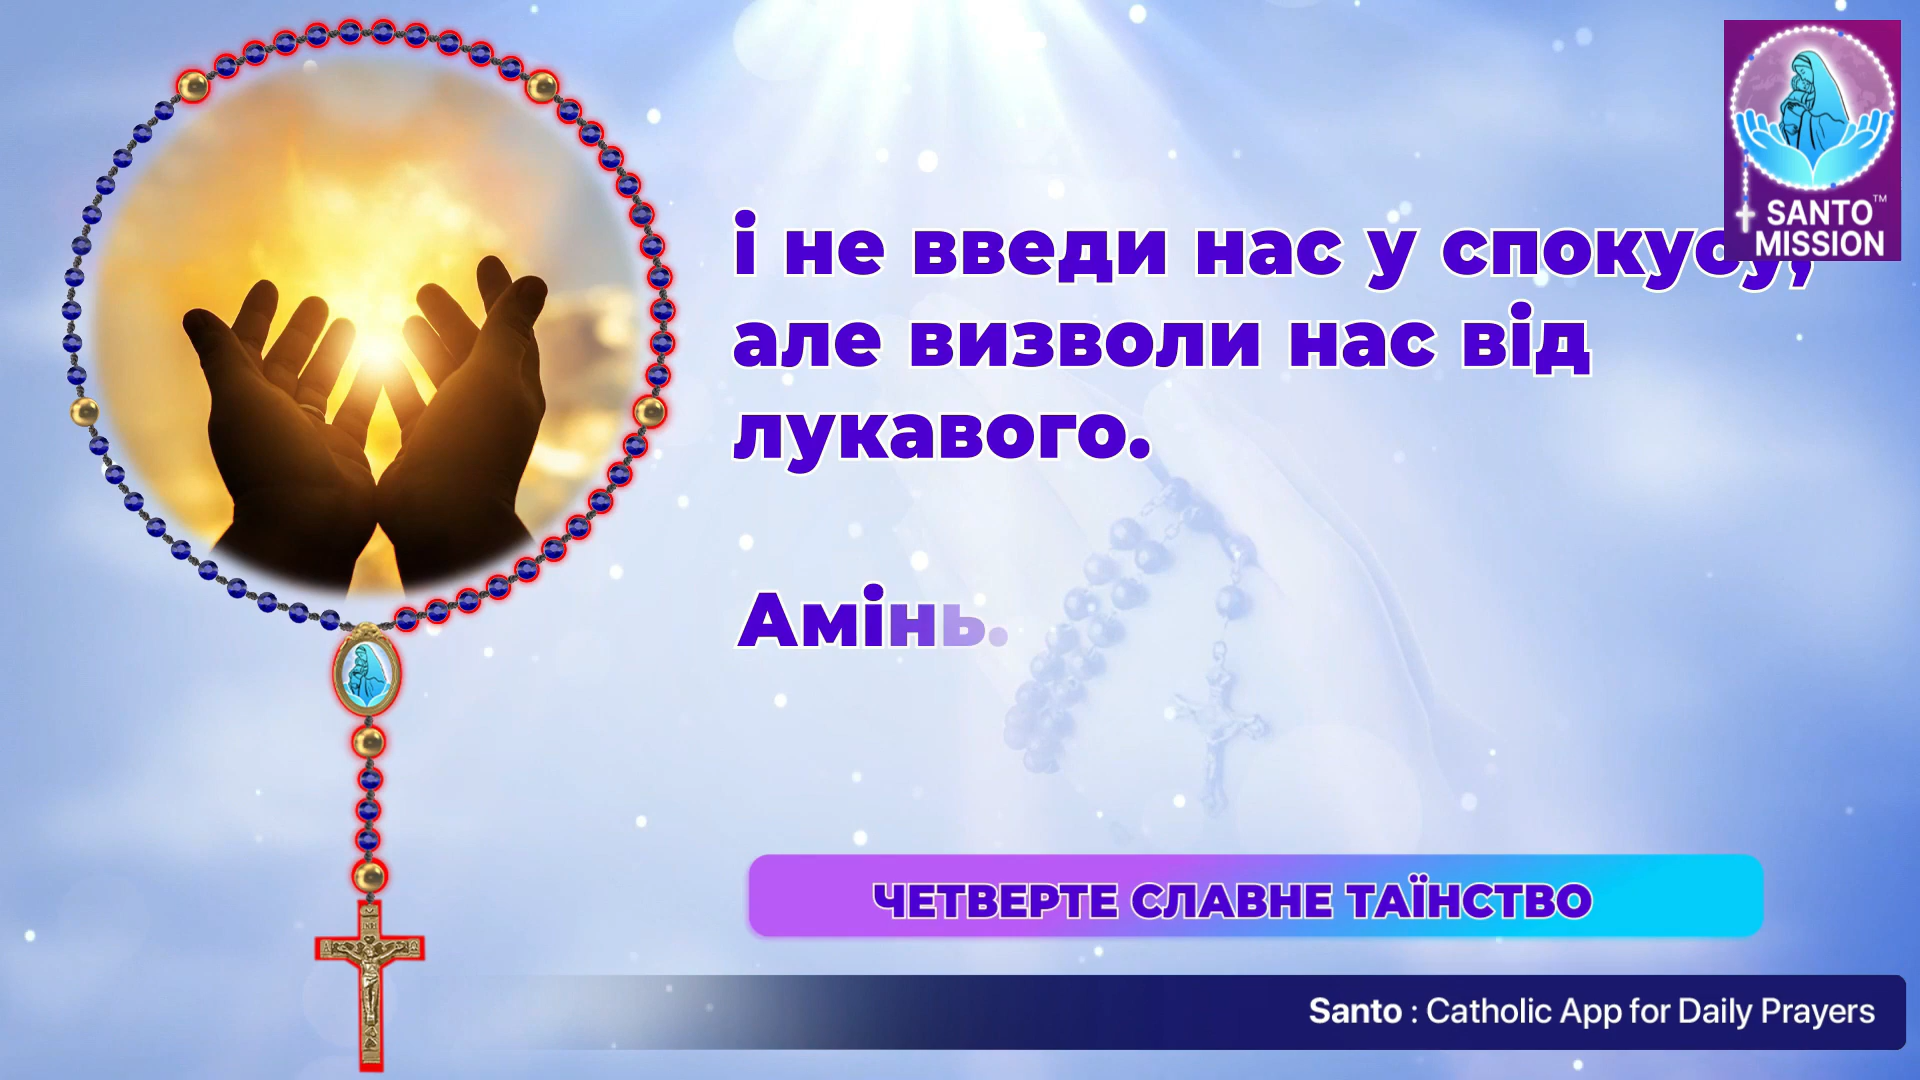 SANTO™
MISSION
і не введи нас у спокусу,
але визволи нас від
лукавого.
Амінь.
ЧЕТВЕРТЕ СЛАВНЕ ТАЇНСТВО
Santo : Catholic App for Daily Prayers